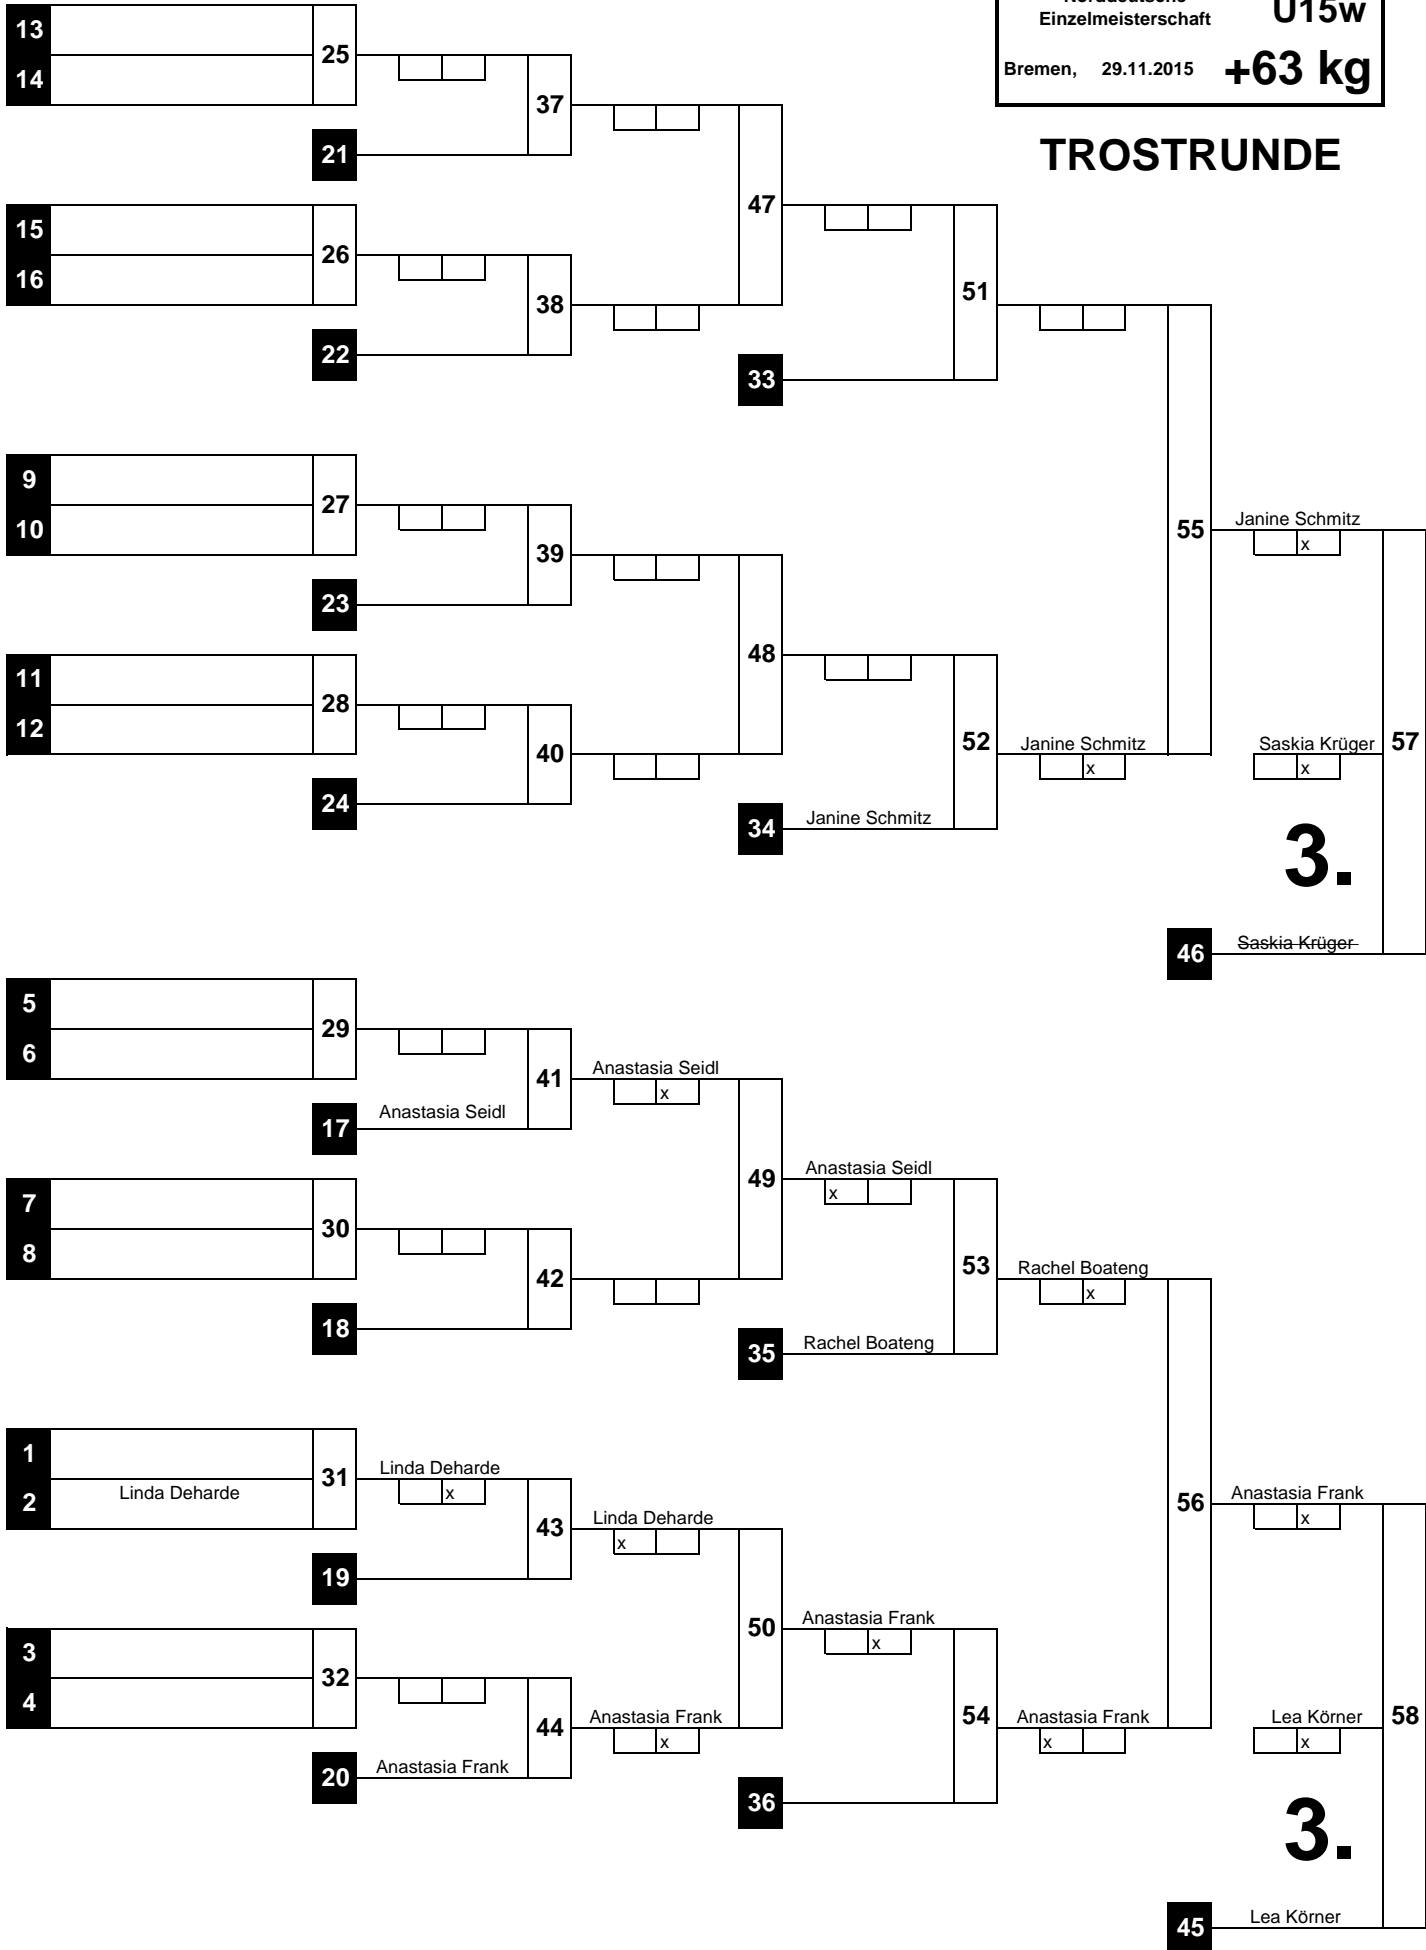 Norddeutsche
Einzelmeisterschaft
U15w
Bremen, 29.11.2015
+63 kg
TROSTRUNDE
13
14
25
21
37
15
16
26
22
38
47
33
51
9
10
27
23
39
11
12
28
24
40
48
34 Janine Schmitz
52
Janine Schmitz
x
55
Janine Schmitz
x
Saskia Krüger
x
57
3.
46 Saskia Krüger
5
6
29
17 Anastasia Seidl
41
Anastasia Seidl
x
7
8
30
18
42
49
Anastasia Seidl
x
35 Rachel Boateng
53
Rachel Boateng
x
1
2 Linda Deharde
31
Linda Deharde
x
19
43
Linda Deharde
x
3
4
32
20 Anastasia Frank
44
Anastasia Frank
x
50
Anastasia Frank
x
36
54
Anastasia Frank
x
56
Anastasia Frank
x
Lea Körner
x
58
3.
45 Lea Körner